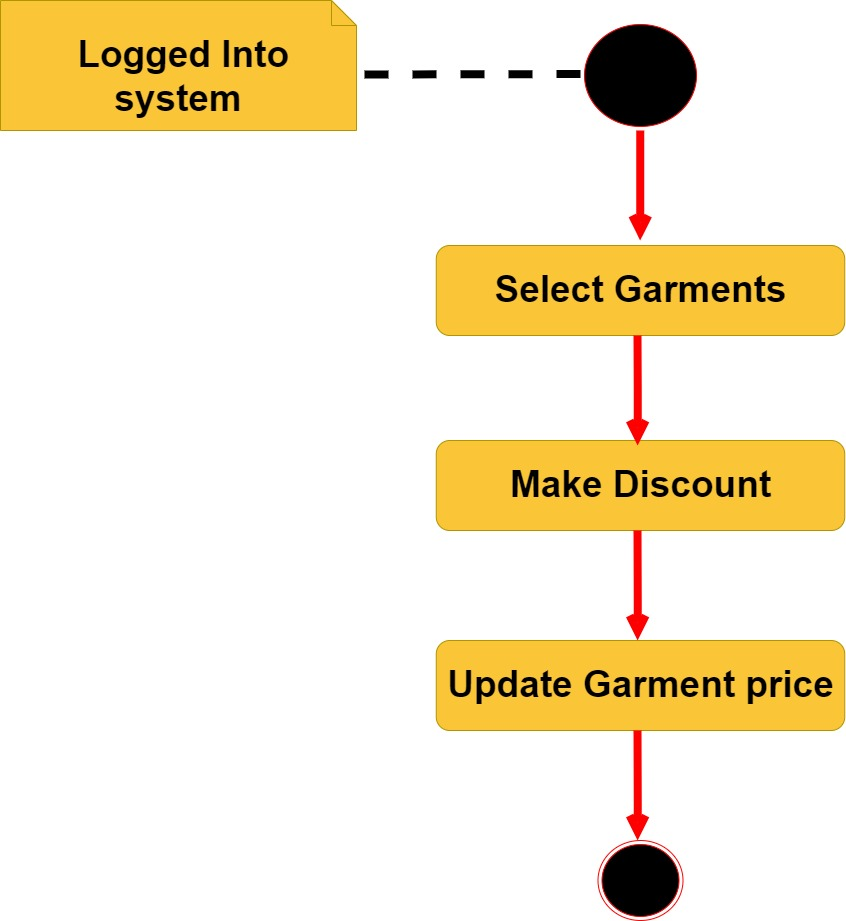 Logged Into
system
Select Garments
Make Discount
Update Garment price